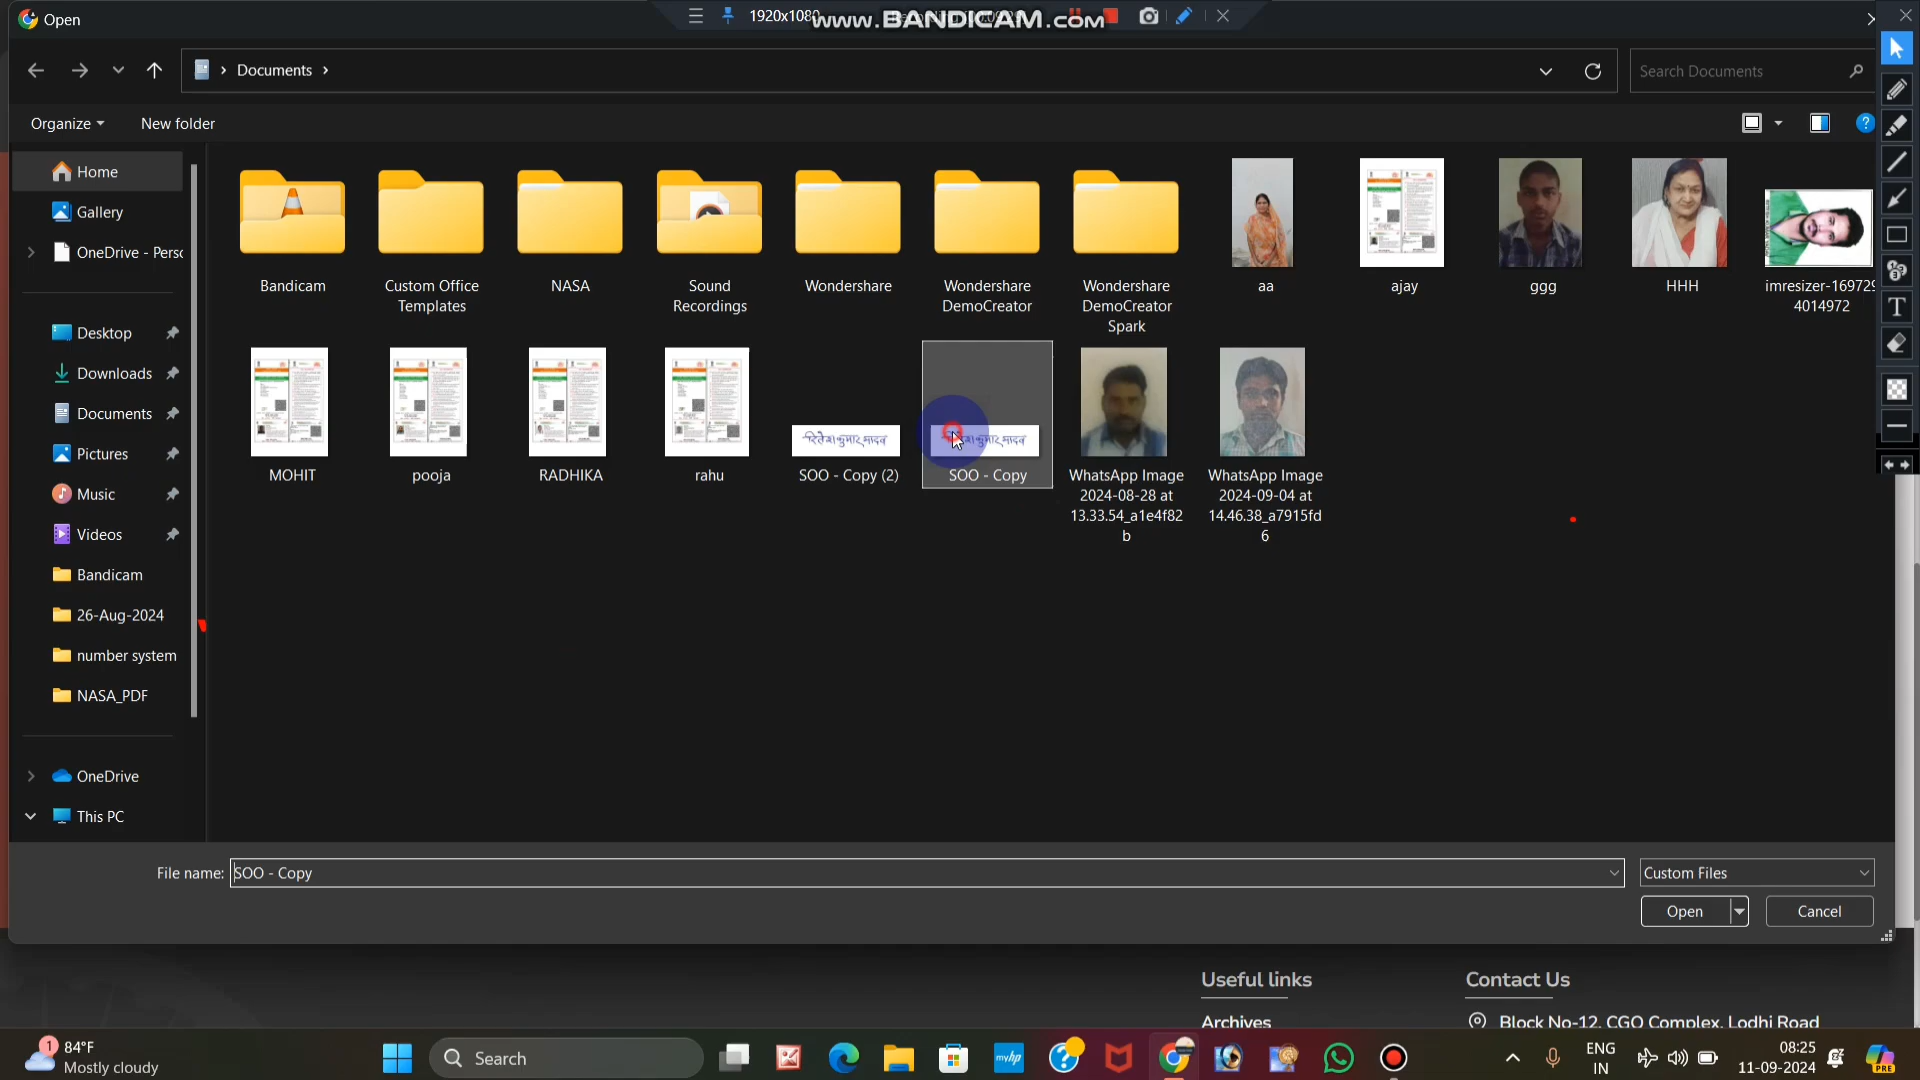 Open
1920x1080
www.BANDICAM.com
Documents
Search Documents
Organize
New folder
Home
Gallery
OneDrive - Perso
Desktop
Downloads
Documents
Pictures
Music
Videos
Bandicam
26-Aug-2024
number system
NASA_PDF
OneDrive
This PC
Bandicam
Custom Office
Templates
NASA
Sound
Recordings
Wondershare
Wondershare
DemoCreator
Wondershare
DemoCreator
Spark
aa
ajay
ggg
HHH
imresizer-169729
4014972
MOHIT
pooja
RADHIKA
rahu
SOO - Copy (2)
SOO - Copy
WhatsApp Image
2024-08-28 at
13.33.54_a1e4f82
b
WhatsApp Image
2024-09-04 at
14.46.38_a7915fd
6
T
File name:
SOO - Copy
Custom Files
Open
Cancel
Useful links
Contact Us
Archives
Block No-12, CGO Complex, Lodhi Road
1
84°F
Mostly cloudy
Search
myhp
ENG
IN
08:25
11-09-2024
PRE